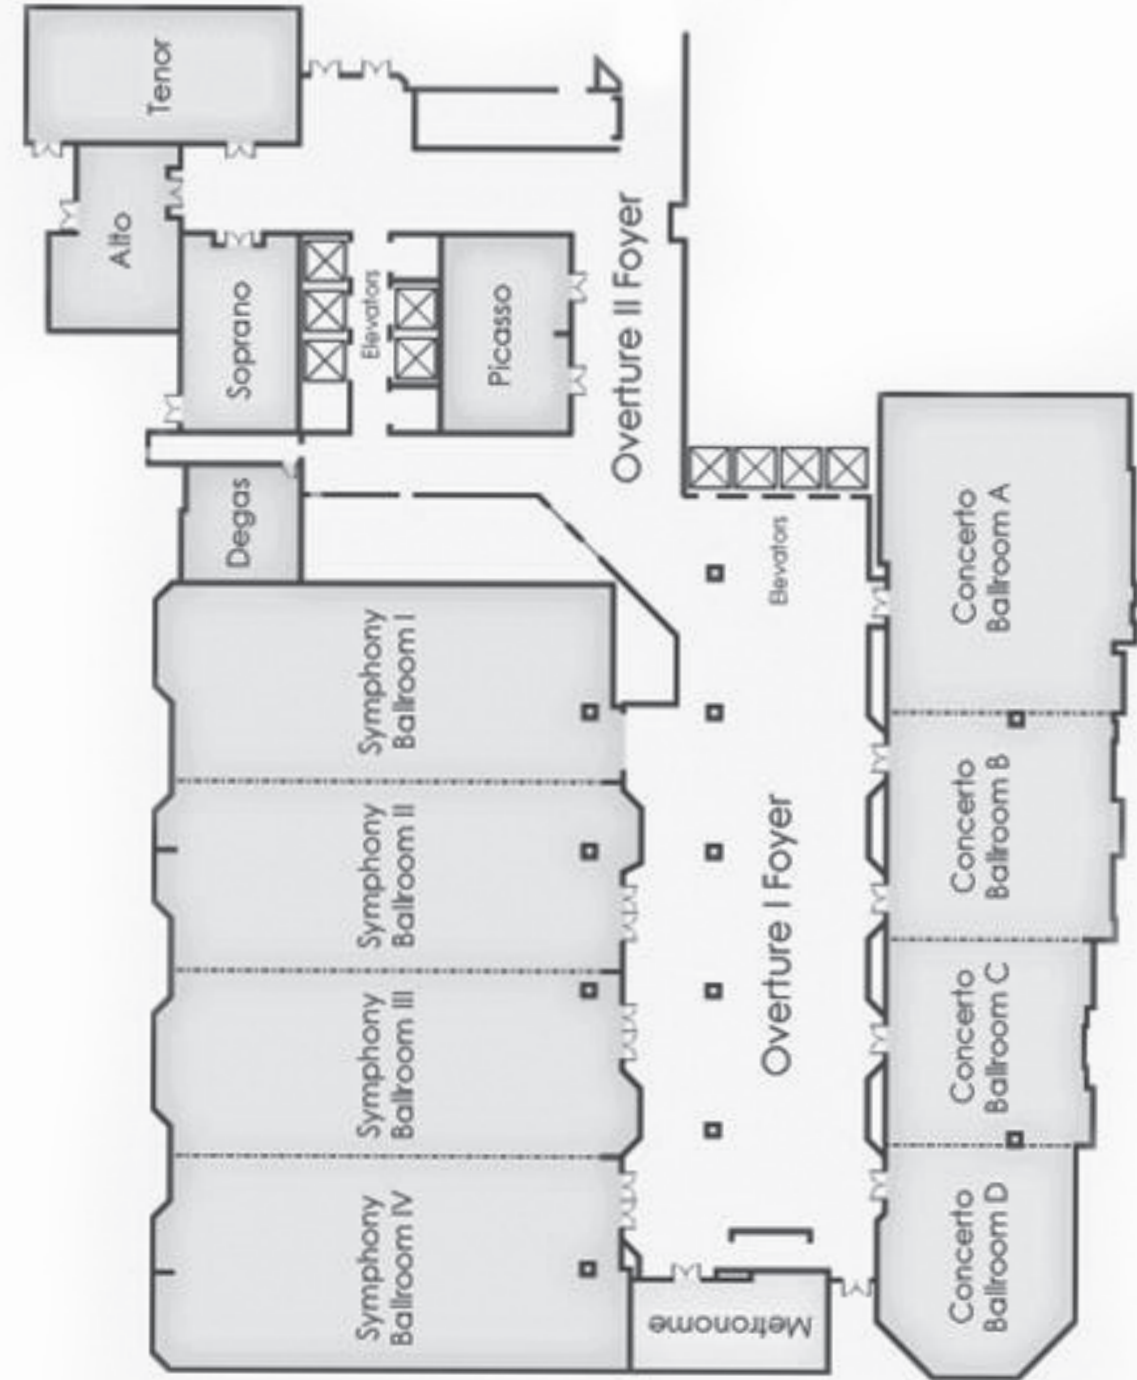 Tenor
Alto
Soprano
Elevators
Picasso
Overture II Foyer
Degas
Elevators
Concerto
Ballroom A
Symphony
Ballroom I
Concerto
Ballroom B
Symphony
Ballroom II
Overture I Foyer
Concerto
Ballroom C
Symphony
Ballroom III
Concerto
Ballroom D
Symphony
Ballroom IV
Metronome